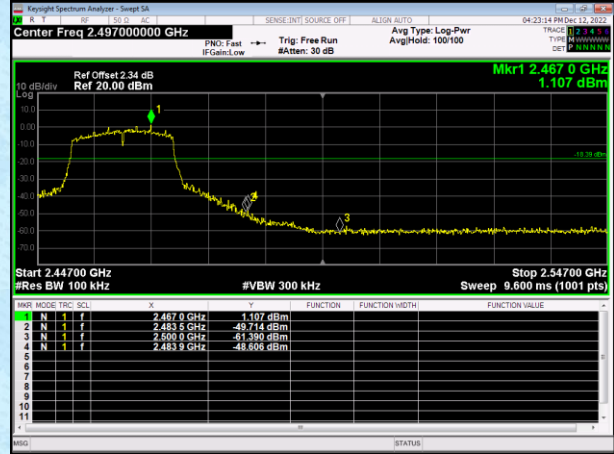 Keysight Spectrum Analyzer - Swept SA
R T RF 50 Ω AC SENSE:INT SOURCE OFF ALIGN AUTO 04:23:14 PM Dec 12, 2022
Center Freq 2.497000000 GHz PNO: Fast Trig: Free Run Avg Type: Log-Pwr TRACE 1 2 3 4 5 6
IFGain:Low #Atten: 30 dB Avg|Hold: 100/100 TYPE M WWWWW
DET P N N N N N
Ref Offset 2.34 dB Mkr1 2.467 0 GHz
10 dB/div Ref 20.00 dBm 1.107 dBm
Log
10.0
1
0.00
-10.0
-18.39 dBm
-20.0
-30.0
-40.0
-50.0
3
-60.0
-70.0
Start 2.44700 GHz Stop 2.54700 GHz
#Res BW 100 kHz #VBW 300 kHz Sweep 9.600 ms (1001 pts)
MKR MODE TRC SCL X Y FUNCTION FUNCTION WIDTH FUNCTION VALUE
1 N 1 f 2.467 0 GHz 1.107 dBm
2 N 1 f 2.483 5 GHz -49.714 dBm
3 N 1 f 2.500 0 GHz -61.390 dBm
4 N 1 f 2.483 9 GHz -48.606 dBm
5
6
7
8
9
10
11
MSG STATUS